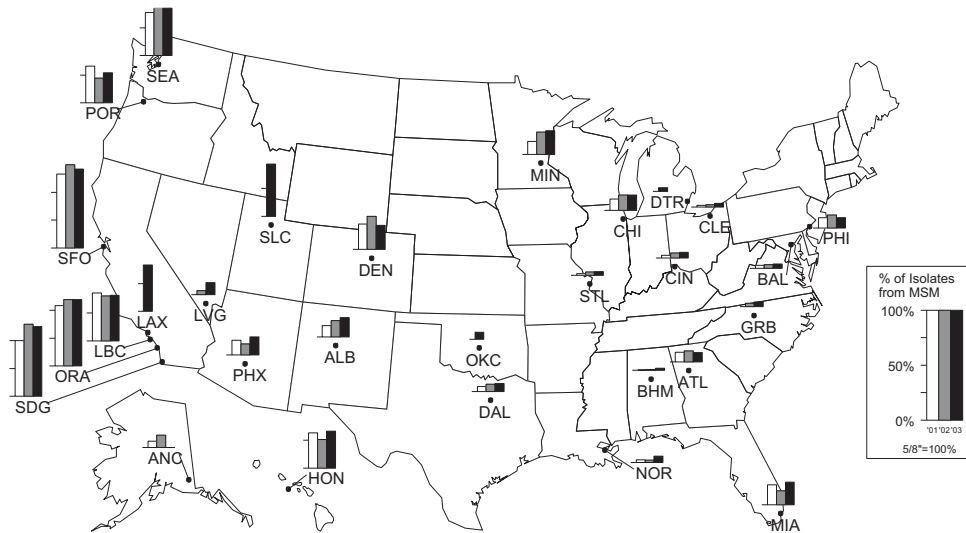 SEA
POR
MIN
DTR
CLE
CHI
PHI
SLC
SFO
DEN
CIN
BAL
STL
LVG
LAX
GRB
LBC
ALB
OKC
PHX
ORA
ATL
BHM
SDG
DAL
ANC
HON
NOR
MIA
% of Isolates
from MSM
100%
50%
0%
'01 '02 '03
5/8"=100%